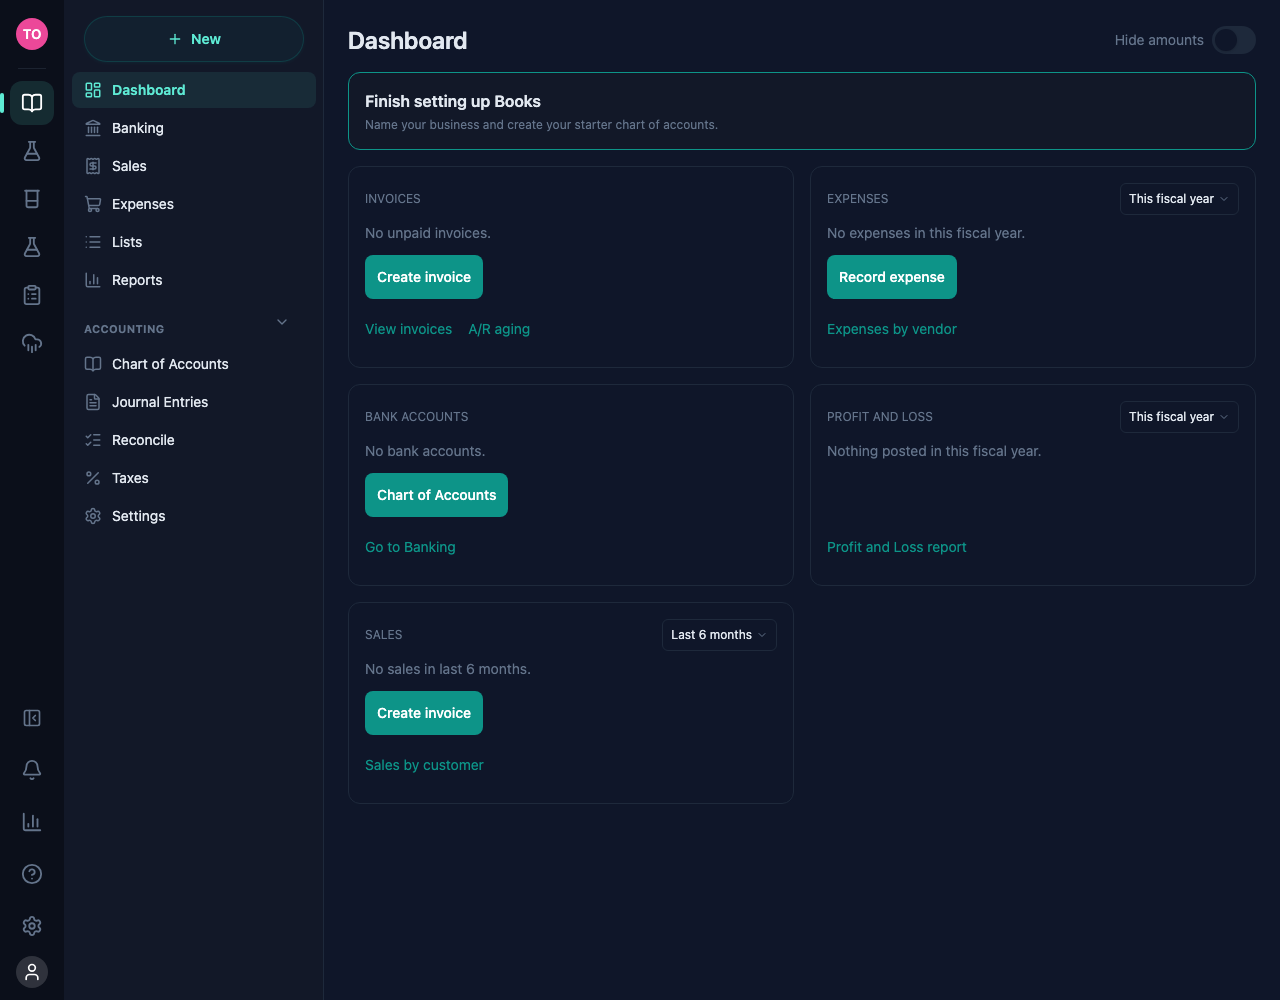 TO
New
Dashboard
Banking
Sales
Expenses
Lists
Reports
ACCOUNTING
Chart of Accounts
Journal Entries
Reconcile
Taxes
Settings
Dashboard
Hide amounts
Finish setting up Books
Name your business and create your starter chart of accounts.
INVOICES
No unpaid invoices.
Create invoice
View invoices A/R aging
EXPENSES
This fiscal year
No expenses in this fiscal year.
Record expense
Expenses by vendor
BANK ACCOUNTS
No bank accounts.
Chart of Accounts
Go to Banking
PROFIT AND LOSS
This fiscal year
Nothing posted in this fiscal year.
Profit and Loss report
SALES
Last 6 months
No sales in last 6 months.
Create invoice
Sales by customer